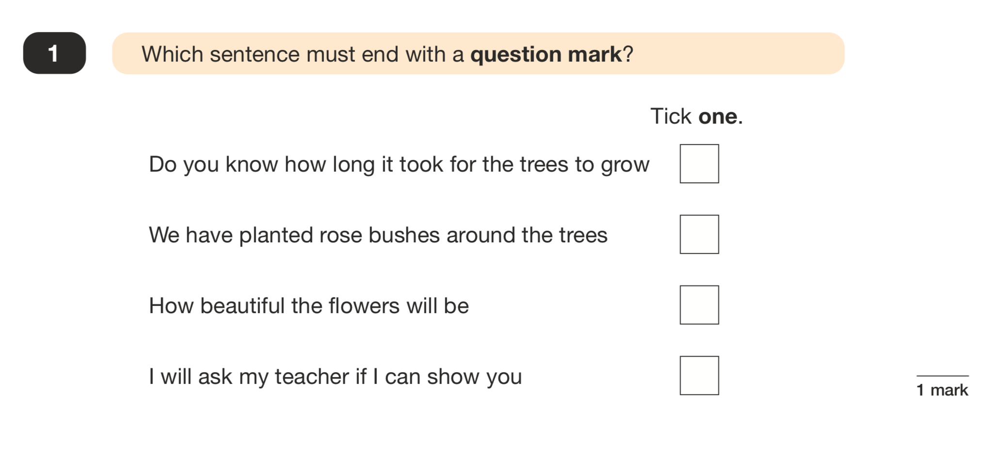 1
Which sentence must end with a question mark?
Tick one.
Do you know how long it took for the trees to grow
We have planted rose bushes around the trees
How beautiful the flowers will be
I will ask my teacher if I can show you
1 mark